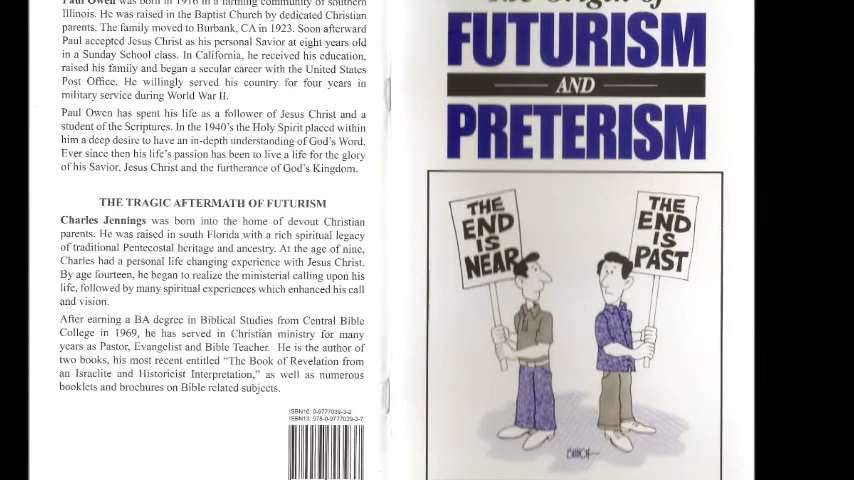 Paul Owen was born in 1916 in a farming community of southern
Illinois. He was raised in the Baptist Church by dedicated Christian
parents. The family moved to Burbank, CA in 1923. Soon afterward
Paul accepted Jesus Christ as his personal Savior at eight years old
in a Sunday School class. In California, he received his education,
raised his family and began a secular career with the United States
Post Office. He willingly served his country for four years in
military service during World War II.
Paul Owen has spent his life as a follower of Jesus Christ and a
student of the Scriptures. In the 1940's the Holy Spirit placed within
him a deep desire to have an in-depth understanding of God's Word.
Ever since then his life's passion has been to live a life for the glory
of his Savior, Jesus Christ and the furtherance of God's Kingdom.
THE TRAGIC AFTERMATH OF FUTURISM
Charles Jennings was born into the home of devout Christian
parents. He was raised in south Florida with a rich spiritual legacy
of traditional Pentecostal heritage and ancestry. At the age of nine,
Charles had a personal life changing experience with Jesus Christ.
By age fourteen, he began to realize the ministerial calling upon his
life, followed by many spiritual experiences which enhanced his call
and vision.
After earning a BA degree in Biblical Studies from Central Bible
College in 1969, he has served in Christian ministry for many
years as Pastor, Evangelist and Bible Teacher. He is the author of
two books, his most recent entitled “The Book of Revelation from
an Israelite and Historicist Interpretation,” as well as numerous
booklets and brochures on Bible related subjects.
ISBN10: 0-9777039-3-2
ISBN13: 978-0-9777039-3-7
The Origin of
FUTURISM
AND
PRETERISM
THE
END
IS
NEAR
THE
END
IS
PAST